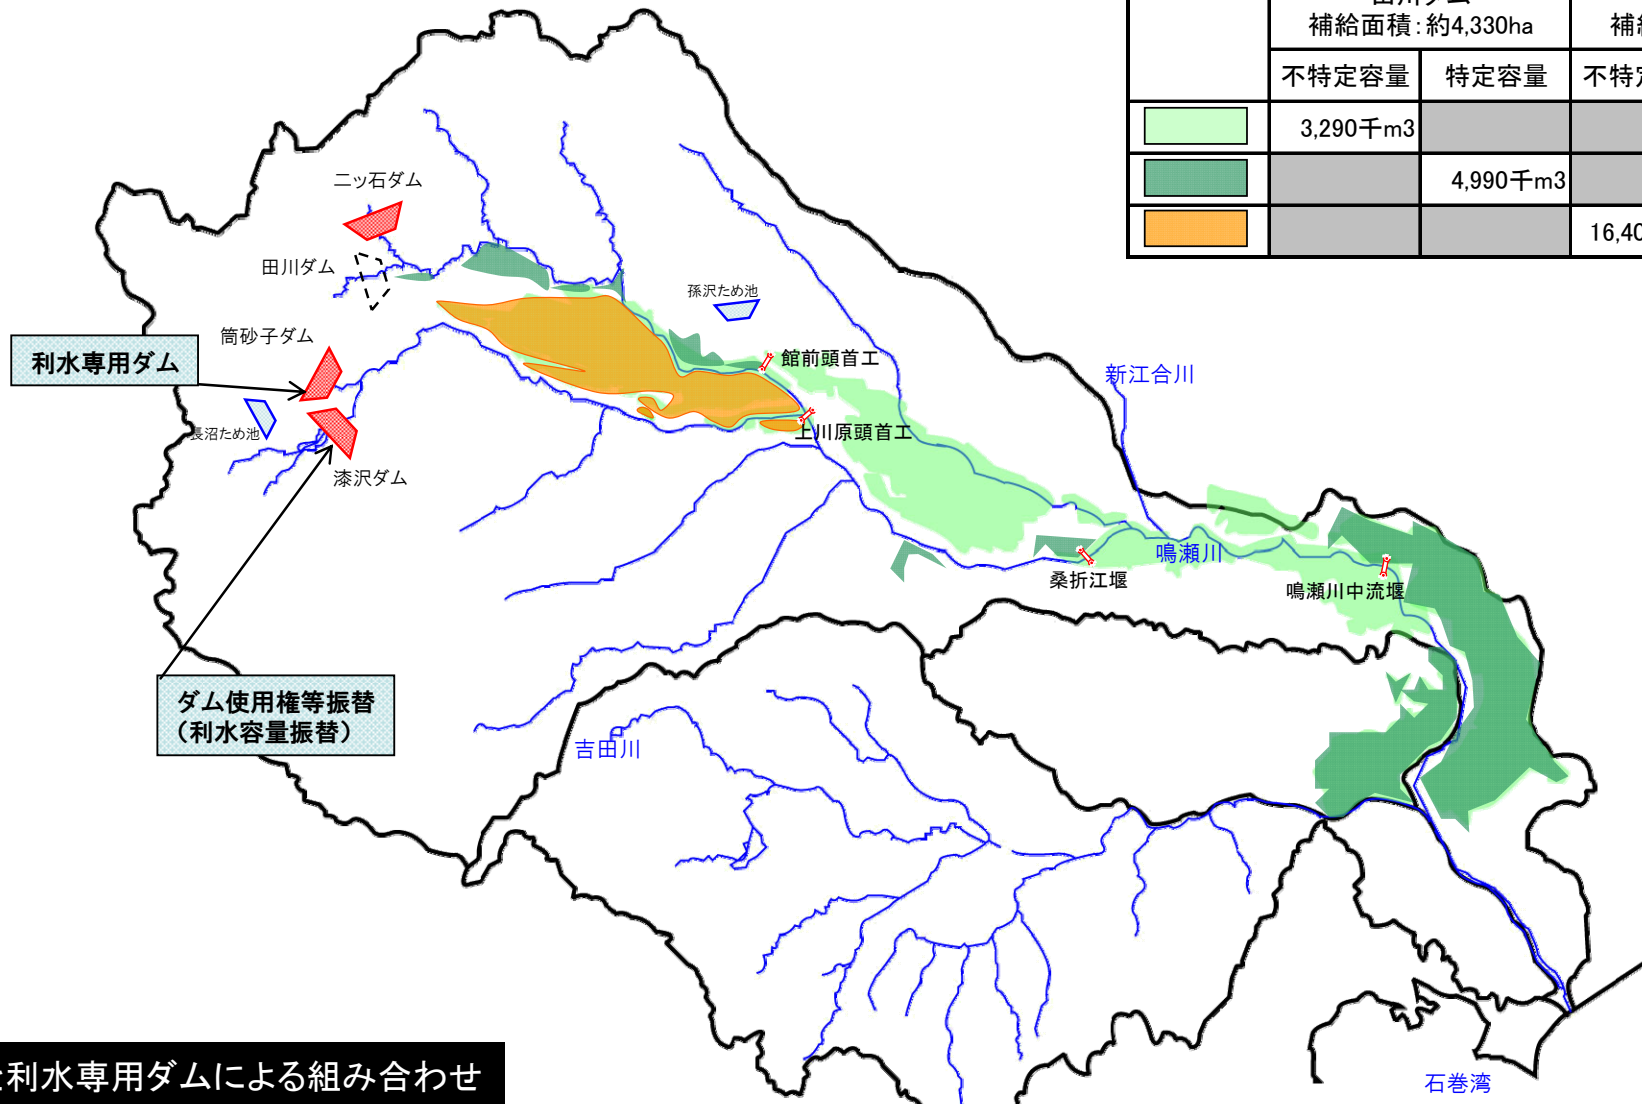 補給面積：約4,330ha
不特定容量
特定容量
3,290千m3
4,990千m3
二ッ石ダム
田川ダム
筒砂子ダム
利水専用ダム
長沼ため池
漆沢ダム
孫沢ため池
館前頭首工
上川原頭首工
新江合川
鳴瀬川
桑折江堰
鳴瀬川中流堰
ダム使用権等振替
（利水容量振替）
吉田川
利水専用ダムによる組み合わせ
石巻湾